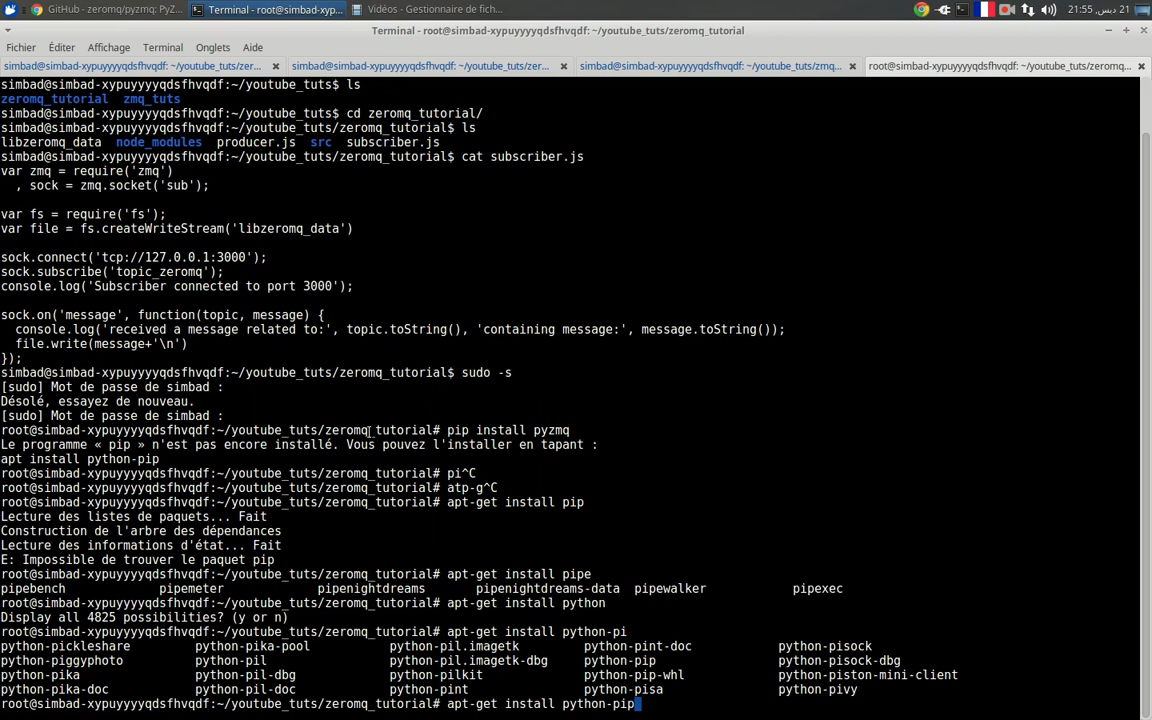 GitHub - zeromq/pyzmq: PyZ...
Terminal - root@simbad-xyp...
Vidéos - Gestionnaire de fich...
21 دبس, 21:55
Terminal - root@simbad-xypuyyyyqdsfhvqdf: ~/youtube_tuts/zeromq_tutorial
Fichier Éditer Affichage Terminal Onglets Aide
simbad@simbad-xypuyyyyqdsfhvqdf: ~/youtube_tuts/zer...
simbad@simbad-xypuyyyyqdsfhvqdf: ~/youtube_tuts/zer...
simbad@simbad-xypuyyyyqdsfhvqdf: ~/youtube_tuts/zmq...
root@simbad-xypuyyyyqdsfhvqdf: ~/youtube_tuts/zeromq...
simbad@simbad-xypuyyyyqdsfhvqdf:~/youtube_tuts$ ls
zeromq_tutorial zmq_tuts
simbad@simbad-xypuyyyyqdsfhvqdf:~/youtube_tuts$ cd zeromq_tutorial/
simbad@simbad-xypuyyyyqdsfhvqdf:~/youtube_tuts/zeromq_tutorial$ ls
libzeromq_data node_modules producer.js src subscriber.js
simbad@simbad-xypuyyyyqdsfhvqdf:~/youtube_tuts/zeromq_tutorial$ cat subscriber.js
var zmq = require('zmq')
, sock = zmq.socket('sub');
var fs = require('fs');
var file = fs.createWriteStream('libzeromq_data')
sock.connect('tcp://127.0.0.1:3000');
sock.subscribe('topic_zeromq');
console.log('Subscriber connected to port 3000');
sock.on('message', function(topic, message) {
console.log('received a message related to:', topic.toString(), 'containing message:', message.toString());
file.write(message+'\n')
});
simbad@simbad-xypuyyyyqdsfhvqdf:~/youtube_tuts/zeromq_tutorial$ sudo -s
[sudo] Mot de passe de simbad :
Désolé, essayez de nouveau.
[sudo] Mot de passe de simbad :
root@simbad-xypuyyyyqdsfhvqdf:~/youtube_tuts/zeromq_tutorial# pip install pyzmq
Le programme « pip » n'est pas encore installé. Vous pouvez l'installer en tapant :
apt install python-pip
root@simbad-xypuyyyyqdsfhvqdf:~/youtube_tuts/zeromq_tutorial# pi^C
root@simbad-xypuyyyyqdsfhvqdf:~/youtube_tuts/zeromq_tutorial# atp-g^C
root@simbad-xypuyyyyqdsfhvqdf:~/youtube_tuts/zeromq_tutorial# apt-get install pip
Lecture des listes de paquets... Fait
Construction de l'arbre des dépendances
Lecture des informations d'état... Fait
E: Impossible de trouver le paquet pip
root@simbad-xypuyyyyqdsfhvqdf:~/youtube_tuts/zeromq_tutorial# apt-get install pipe
pipebench pipemeter pipenightdreams pipenightdreams-data pipewalker pipexec
root@simbad-xypuyyyyqdsfhvqdf:~/youtube_tuts/zeromq_tutorial# apt-get install python
Display all 4825 possibilities? (y or n)
root@simbad-xypuyyyyqdsfhvqdf:~/youtube_tuts/zeromq_tutorial# apt-get install python-pi
python-pickleshare python-pika-pool python-pil.imagetk python-pint-doc python-pisock
python-piggyphoto python-pil python-pil.imagetk-dbg python-pip python-pisock-dbg
python-pika python-pil-dbg python-pilkit python-pip-whl python-piston-mini-client
python-pika-doc python-pil-doc python-pint python-pisa python-pivy
root@simbad-xypuyyyyqdsfhvqdf:~/youtube_tuts/zeromq_tutorial# apt-get install python-pip